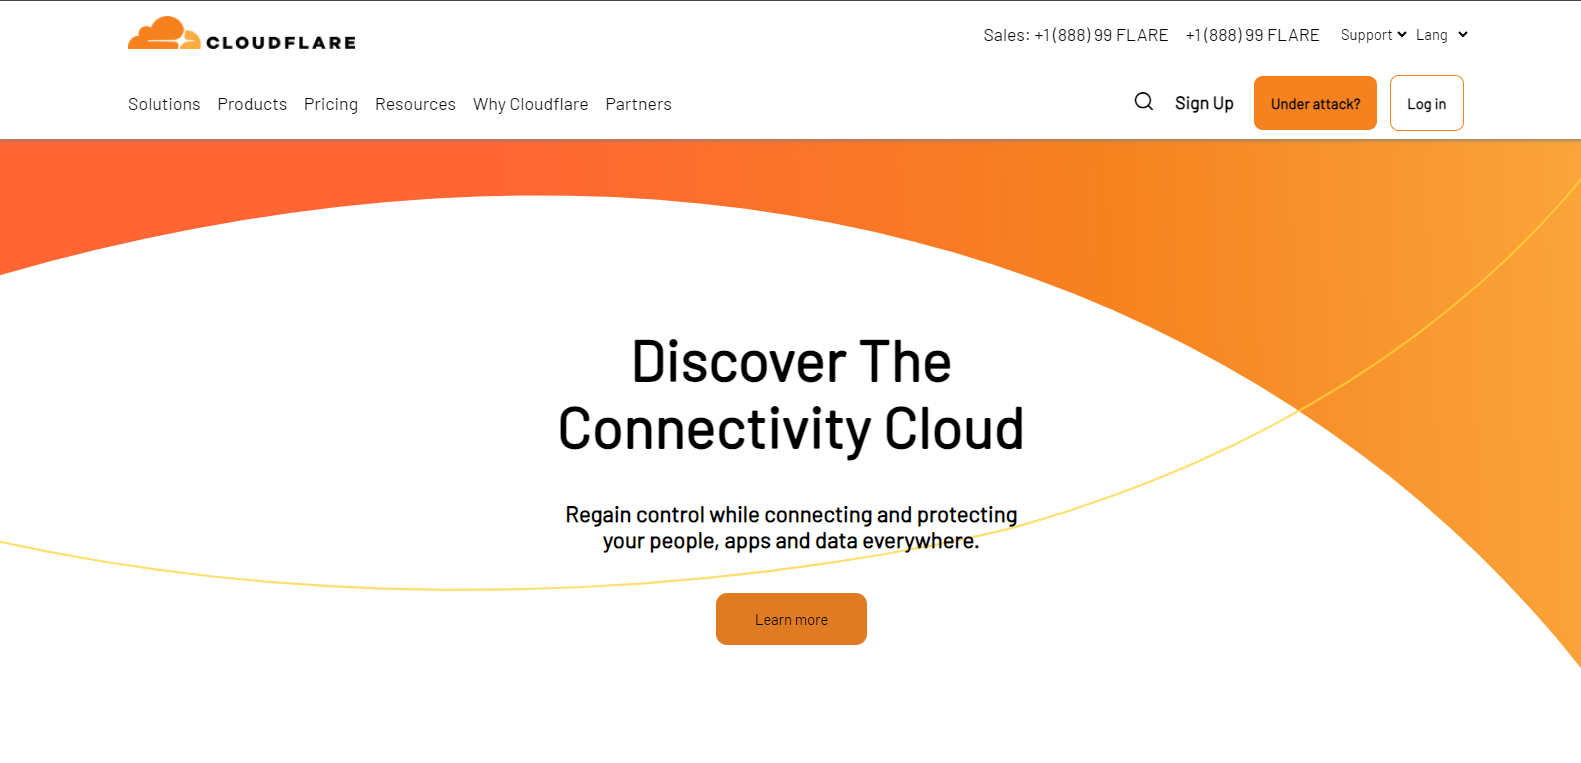 CLOUDFLARE
Sales: +1 (888) 99 FLARE +1 (888) 99 FLARE Support Lang
Solutions Products Pricing Resources Why Cloudflare Partners
Sign Up Under attack? Log in
Discover The
Connectivity Cloud
Regain control while connecting and protecting
your people, apps and data everywhere.
Learn more